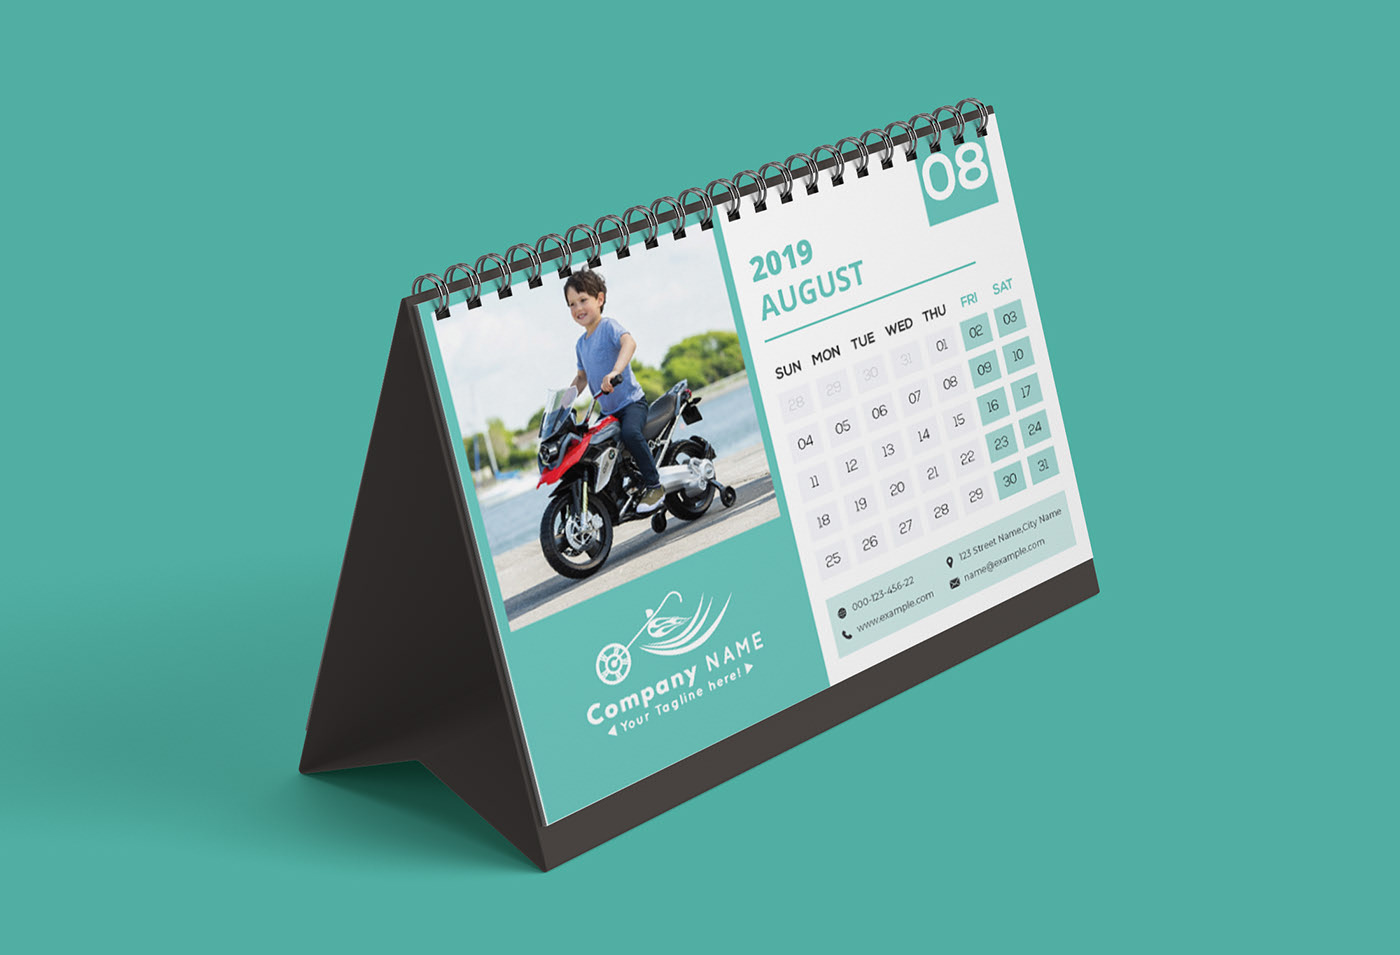 08
2019
AUGUST
SUN MON TUE WED THU FRI SAT
28 29 30 31 01 02 03
04 05 06 07 08 09 10
11 12 13 14 15 16 17
18 19 20 21 22 23 24
25 26 27 28 29 30 31
000-123-456-22
123 Street Name,City Name
www.example.com
name@example.com
Company NAME
Your Tagline here!